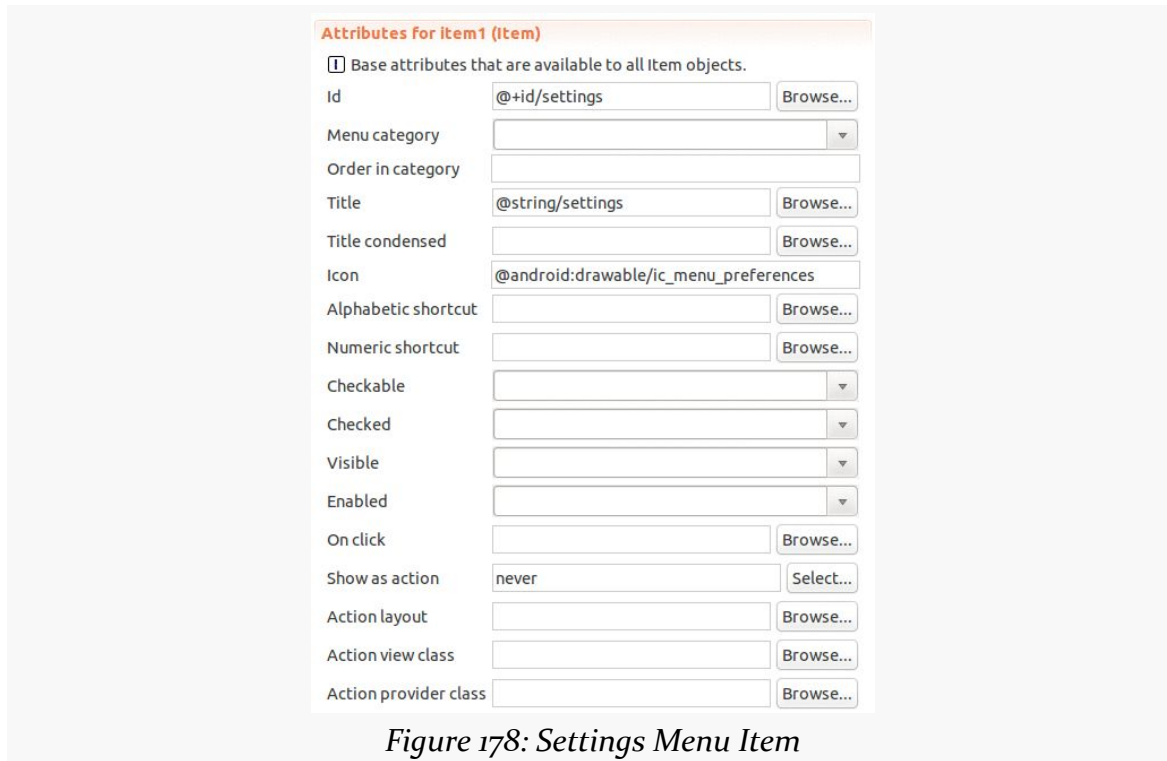 Attributes for item1 (Item)
I Base attributes that are available to all Item objects.
Id @+id/settings Browse...
Menu category
Order in category
Title @string/settings Browse...
Title condensed Browse...
Icon @android:drawable/ic_menu_preferences
Alphabetic shortcut Browse...
Numeric shortcut Browse...
Checkable
Checked
Visible
Enabled
On click Browse...
Show as action never Select...
Action layout Browse...
Action view class Browse...
Action provider class Browse...
Figure 178: Settings Menu Item